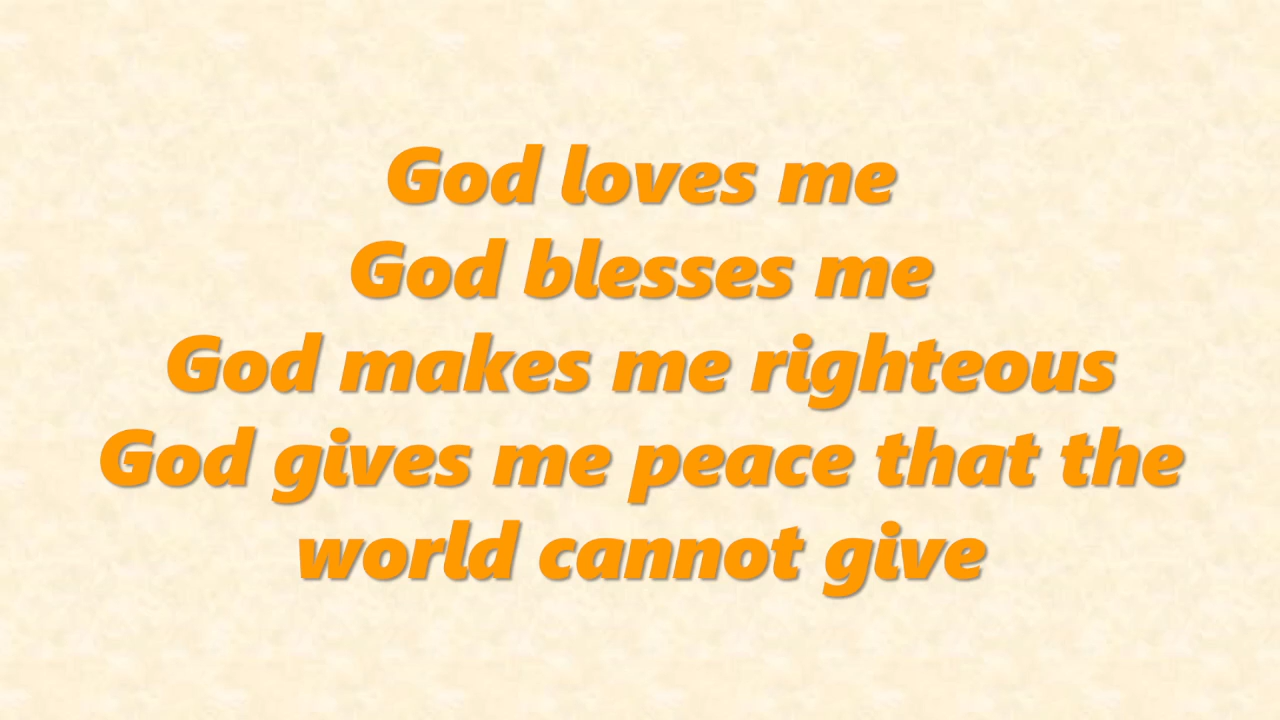 God loves me
God blesses me
God makes me righteous
God gives me peace that the
world cannot give